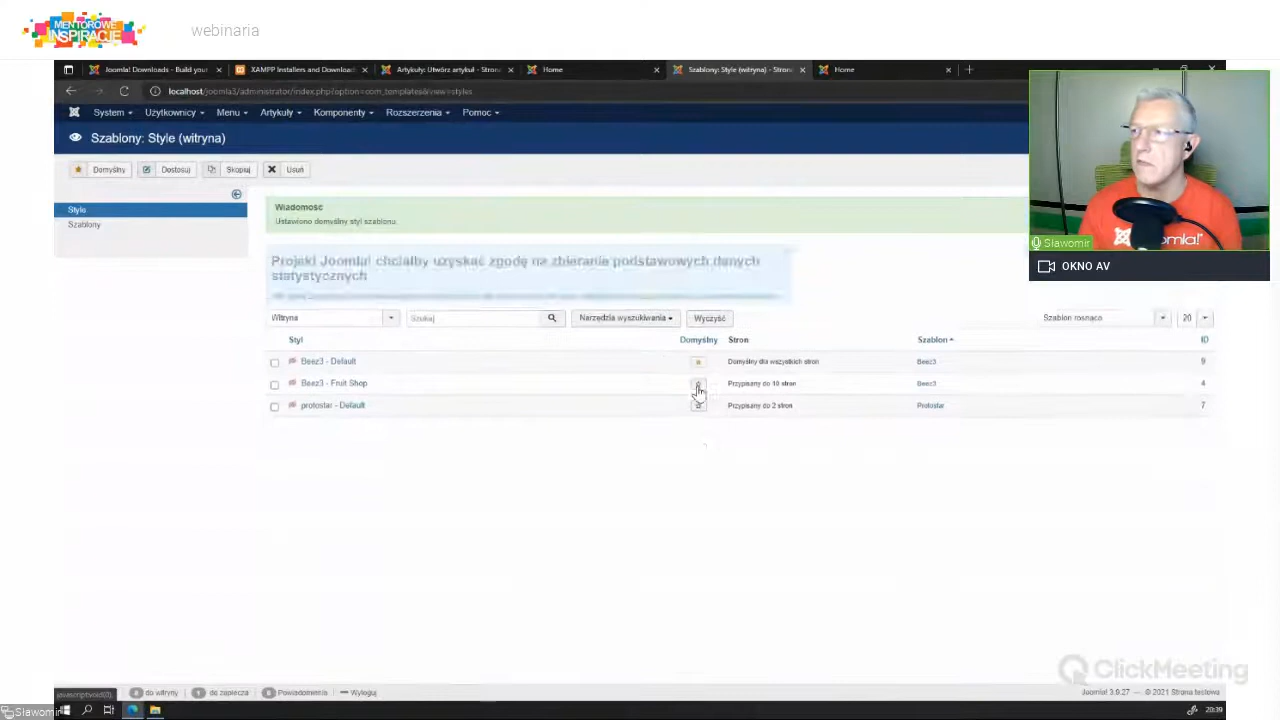 MENTOROWE
INSPIRACJE
webinaria
Joomla! Downloads - Build your
XAMPP Installers and Download
Artykuły: Utwórz artykuł - Stron
Home
Szablony: Style (witryna) - Stron
Home
localhost/joomla3/administrator/index.php?option=com_templates&view=styles
System
Użytkownicy
Menu
Artykuły
Komponenty
Rozszerzenia
Pomoc
Szablony: Style (witryna)
Domyślny
Dostosuj
Skopiuj
Usuń
Style
Szablony
Wiadomość
Ustawiono domyślny styl szablonu.
Projekt Joomla! chciałby uzyskać zgodę na zbieranie podstawowych danych
statystycznych
Witryna
Szukaj
Narzędzia wyszukiwania
Wyczyść
Szablon rosnąco
20
Styl
Domyślny
Stron
Szablon
ID
Beez3 - Default
Domyślny dla wszystkich stron
Beez3
9
Beez3 - Fruit Shop
Przypisany do 10 stron
Beez3
4
protostar - Default
Przypisany do 2 stron
Protostar
7
Joomla!
Sławomir
OKNO AV
ClickMeeting
javascript:void(0)
do witryny
do zaplecza
Powiadomienia
Wyloguj
Joomla! 3.9.27 — © 2021 Strona testowa
Sławomir
20:39